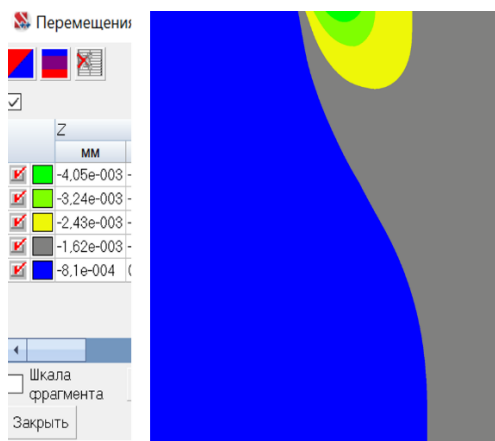 Перемещения
Z
мм
-4,05e-003 -
-3,24e-003 -
-2,43e-003 -
-1,62e-003 -
-8,1e-004
Шкала
фрагмента
Закрыть